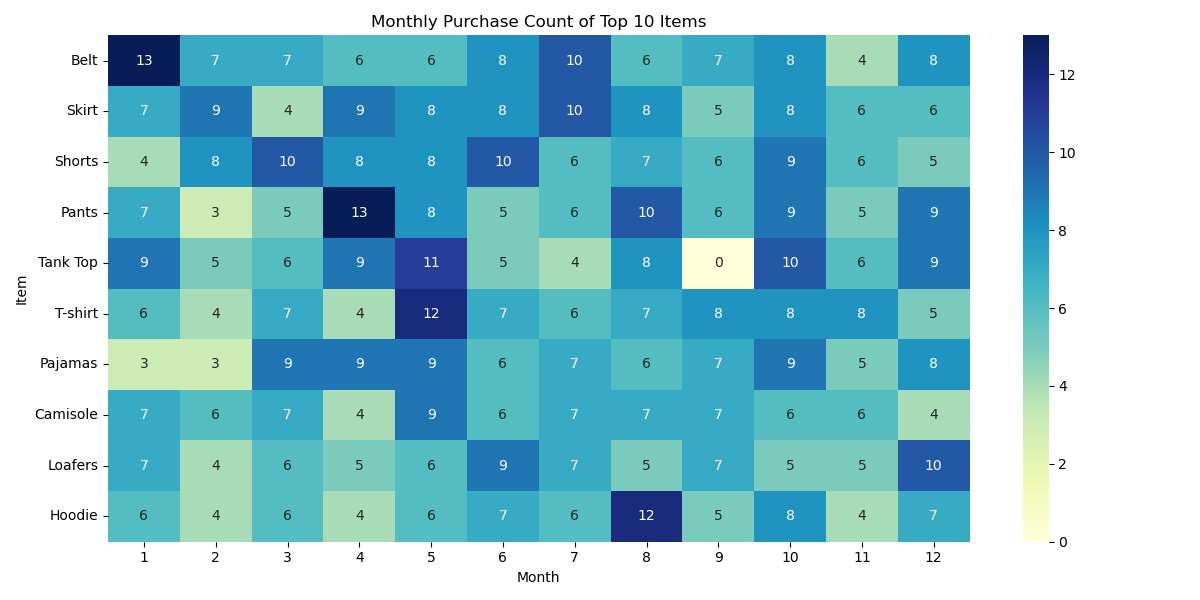 Monthly Purchase Count of Top 10 Items
Item
Belt 13 7 7 6 6 8 10 6 7 8 4 8
Skirt 7 9 4 9 8 8 10 8 5 8 6 6
Shorts 4 8 10 8 8 10 6 7 6 9 6 5
Pants 7 3 5 13 8 5 6 10 6 9 5 9
Tank Top 9 5 6 9 11 5 4 8 0 10 6 9
T-shirt 6 4 7 4 12 7 6 7 8 8 8 5
Pajamas 3 3 9 9 9 6 7 6 7 9 5 8
Camisole 7 6 7 4 9 6 7 7 7 6 6 4
Loafers 7 4 6 5 6 9 7 5 7 5 5 10
Hoodie 6 4 6 4 6 7 6 12 5 8 4 7
1 2 3 4 5 6 7 8 9 10 11 12
Month
12
10
8
6
4
2
0